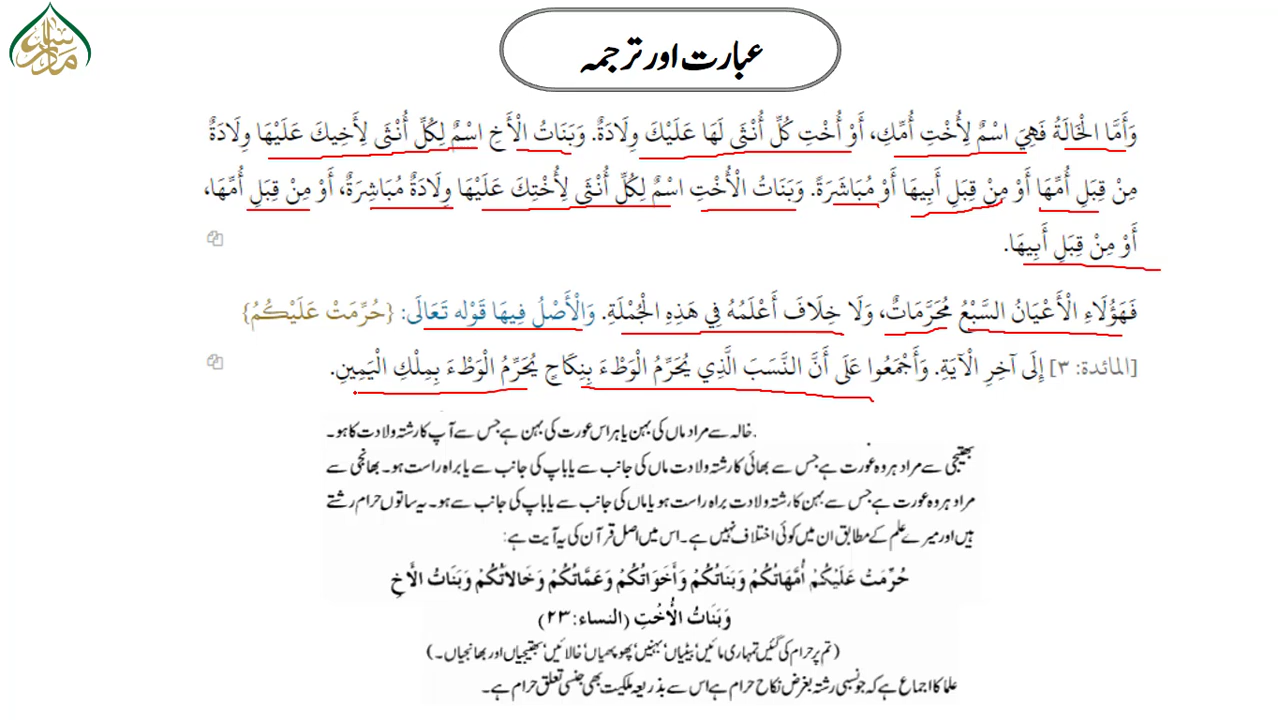 عبارت اور ترجمہ
وَأَمَّا الْخَالَةُ فَهِيَ اسْمٌ لِأُخْتِ أُمِّكِ، أَوْ أُخْتِ كُلِّ أُنْثَى لَهَا عَلَيْكَ وِلَادَةٌ. وَبَنَاتُ الْأَخِ اسْمٌ لِكُلِّ أُنْثَى لِأَخِيكَ عَلَيْهَا وِلَادَةٌ
مِنْ قِبَلِ أُمِّهَا أَوْ مِنْ قِبَلِ أَبِيهَا أَوْ مُبَاشَرَةً. وَبَنَاتُ الْأُخْتِ اسْمٌ لِكُلِّ أُنْثَى لِأُخْتِكَ عَلَيْهَا وِلَادَةٌ مُبَاشِرَةٌ، أَوْ مِنْ قِبَلِ أُمِّهَا،
أَوْ مِنْ قِبَلِ أَبِيهَا.
فَهَؤُلَاءِ الْأَعْيَانُ السَّبْعُ مُحَرَّمَاتٌ، وَلَا خِلَافَ أَعْلَمُهُ فِي هَذِهِ الْجُمْلَةِ. وَالْأَصْلُ فِيهَا قَوْله تَعَالَى: {حُرِّمَتْ عَلَيْكُمُ}
[المائدة: ٣] إِلَى آخِرِ الْآيَةِ. وَأَجْمَعُوا عَلَى أَنَّ النَّسَبَ الَّذِي يُحَرِّمُ الْوَطْءَ بِنِكَاحٍ يُحَرِّمُ الْوَطْءَ بِمِلْكِ الْيَمِينِ.
خالہ سے مراد ماں کی بہن یا ہر اس عورت کی بہن ہے جس سے آپ کا رشتہ ولادت کا ہو۔
بھتیجی سے مراد ہر وہ عورت ہے جس سے بھائی کا رشتہ ولادت ماں کی جانب سے یا باپ کی جانب سے یا براہ راست ہو۔ بھانجی سے
مراد ہر وہ عورت ہے جس سے بہن کا رشتہ ولادت براہ راست ہو یا ماں کی جانب سے یا باپ کی جانب سے ہو۔ یہ ساتوں حرام رشتے
ہیں اور میرے علم کے مطابق ان میں کوئی اختلاف نہیں ہے۔ اس میں اصل قرآن کی یہ آیت ہے:
حُرِّمَتْ عَلَيْكُمْ أُمَّهَاتُكُمْ وَبَنَاتُكُمْ وَأَخَوَاتُكُمْ وَعَمَّاتُكُمْ وَخَالاَتُكُمْ وَبَنَاتُ الأَخِ
وَبَنَاتُ الأُخْتِ (النساء: ۲۳)
(تم پر حرام کی گئیں تمہاری مائیں، بیٹیاں، بہنیں، پھوپھیاں، خالائیں، بھتیجیاں اور بھانجیاں۔)
علما کا اجماع ہے کہ جو نسبی رشتہ بغرض نکاح حرام ہے اس سے بذریعہ ملکیت بھی جنسی تعلق حرام ہے۔